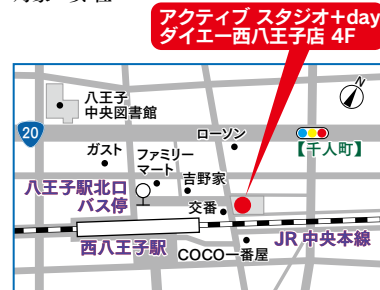 アクティブ スタジオ+day
ダイエー西八王子店 4F
N
八王子
中央図書館
20
ローソン
【千人町】
ガスト
ファミリー
マート
吉野家
八王子駅北口
バス停
交番
西八王子駅
JR 中央本線
COCO一番屋